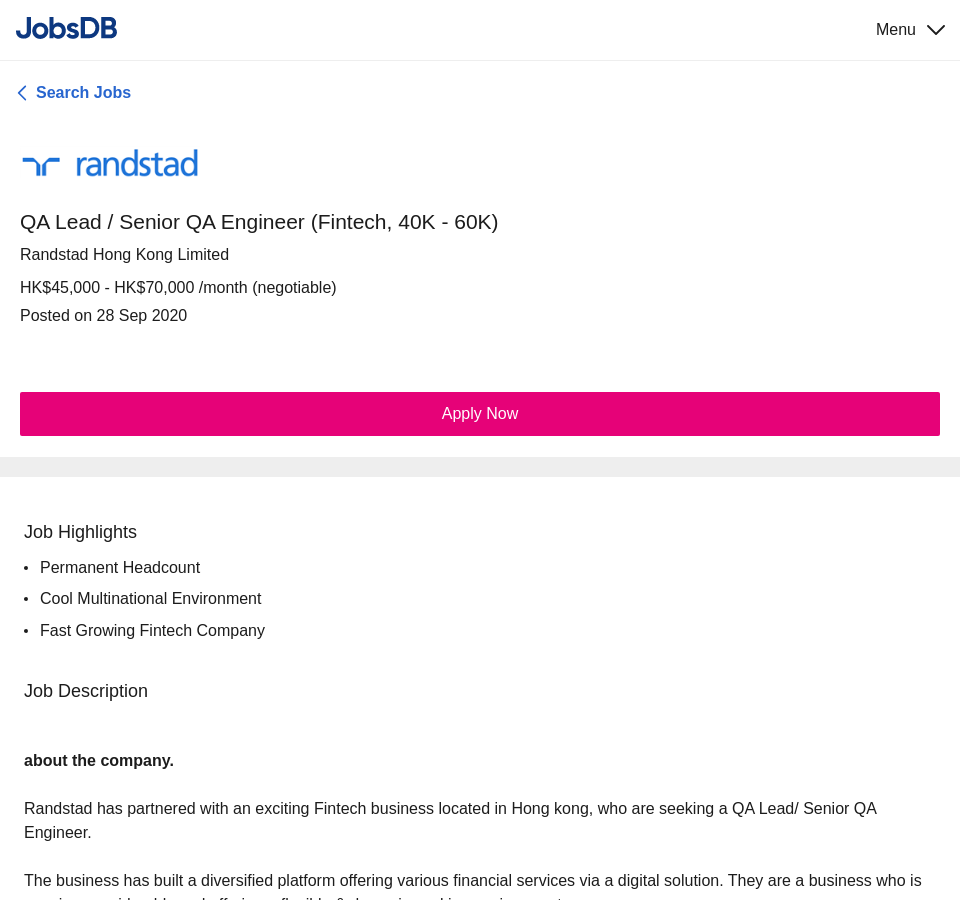 JobsDB
Menu
Search Jobs
randstad
QA Lead / Senior QA Engineer (Fintech, 40K - 60K)
Randstad Hong Kong Limited
HK$45,000 - HK$70,000 /month (negotiable)
Posted on 28 Sep 2020
Apply Now
Job Highlights
• Permanent Headcount
• Cool Multinational Environment
• Fast Growing Fintech Company
Job Description
about the company.
Randstad has partnered with an exciting Fintech business located in Hong kong, who are seeking a QA Lead/ Senior QA
Engineer.
The business has built a diversified platform offering various financial services via a digital solution. They are a business who is